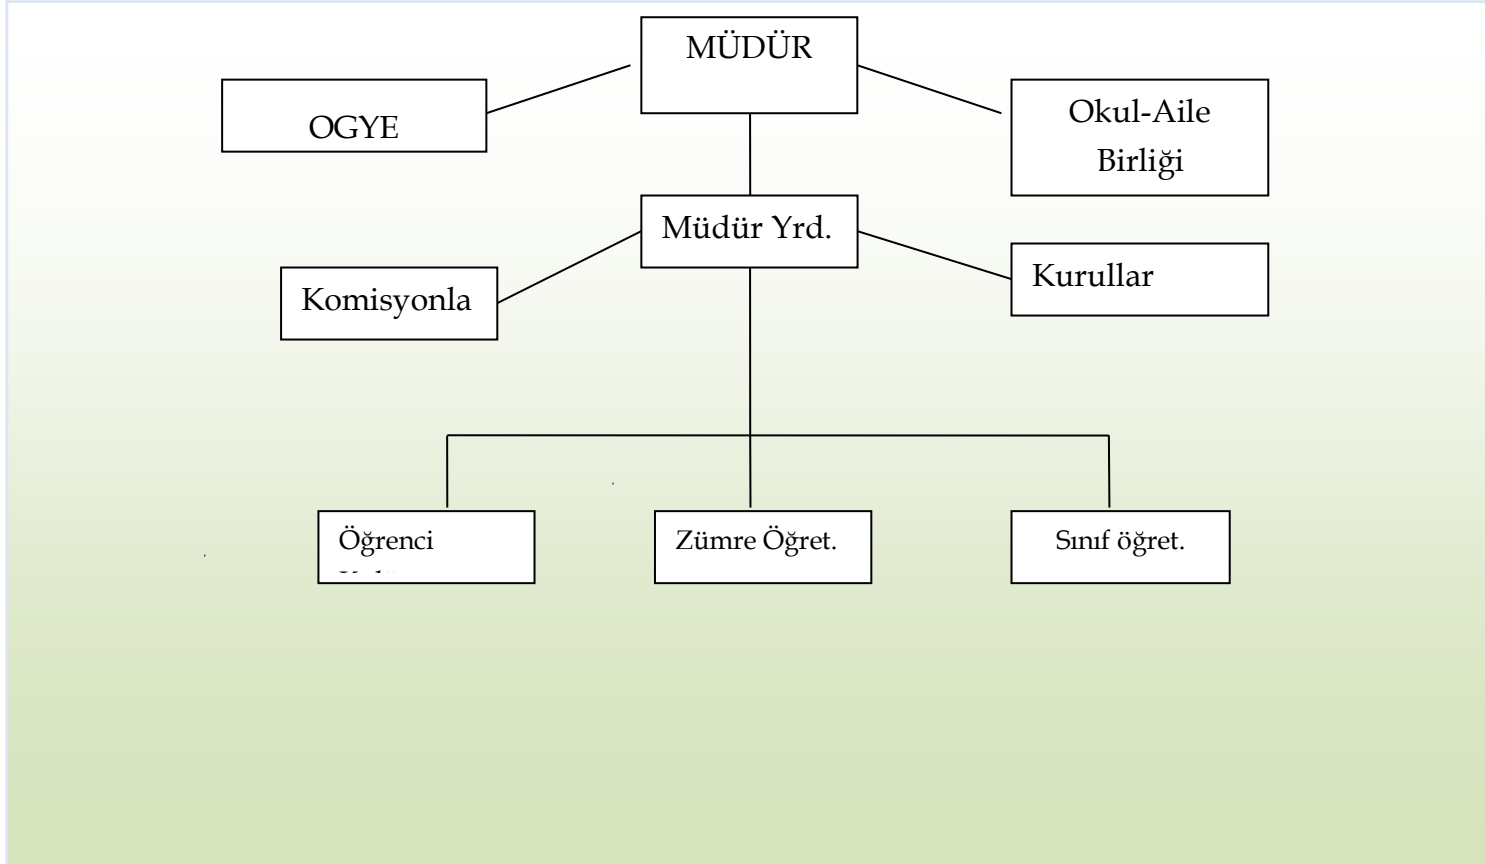 MÜDÜR
OGYE
Okul-Aile
Birliği
Müdür Yrd.
Komisyonla
Kurullar
Öğrenci
Zümre Öğret.
Sınıf öğret.